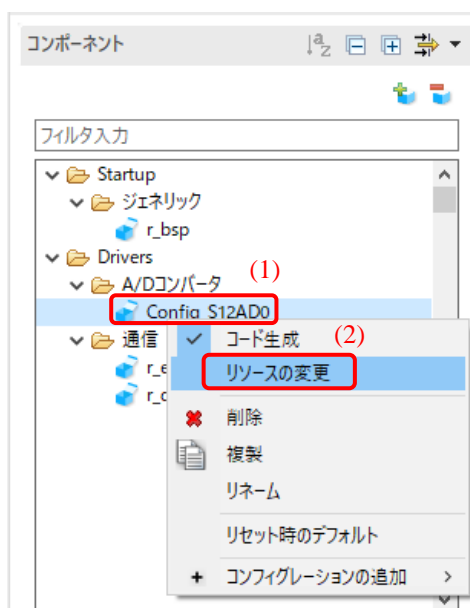 コンポーネント
フィルタ入力
Startup
ジェネリック
r_bsp
Drivers
A/Dコンバータ
(1)
Config_S12AD0
通信
コード生成
(2)
r_e
リソースの変更
r_c
削除
複製
リネーム
リセット時のデフォルト
コンフィグレーションの追加